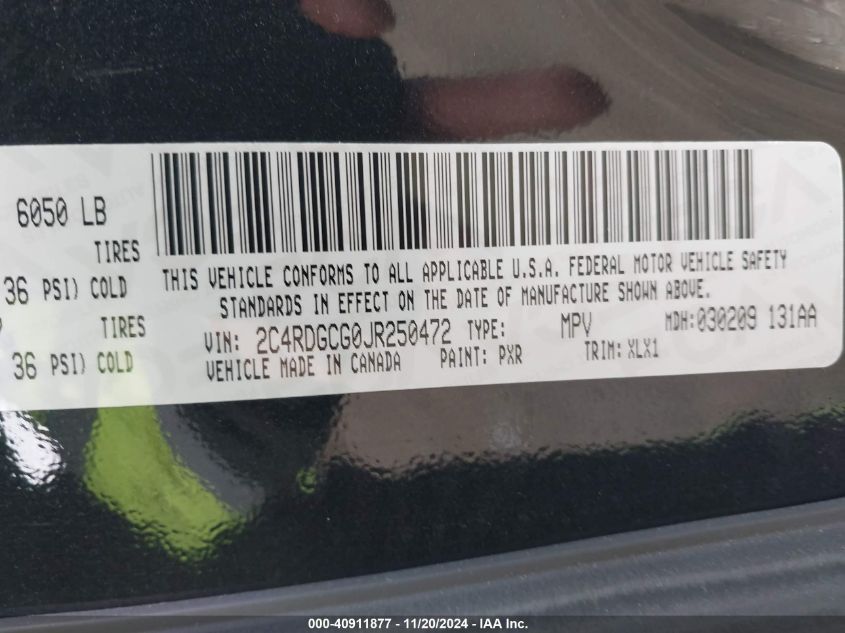 6050 LB
TIRES
36 PSI) COLD
TIRES
36 PSI) COLD
THIS VEHICLE CONFORMS TO ALL APPLICABLE U.S.A. FEDERAL MOTOR VEHICLE SAFETY
STANDARDS IN EFFECT ON THE DATE OF MANUFACTURE SHOWN ABOVE.
VIN: 2C4RDGCG0JR250472 TYPE: MPV MDH:030209 131AA
VEHICLE MADE IN CANADA PAINT: PXR TRIM: XLX1
000-40911877 - 11/20/2024 - IAA Inc.